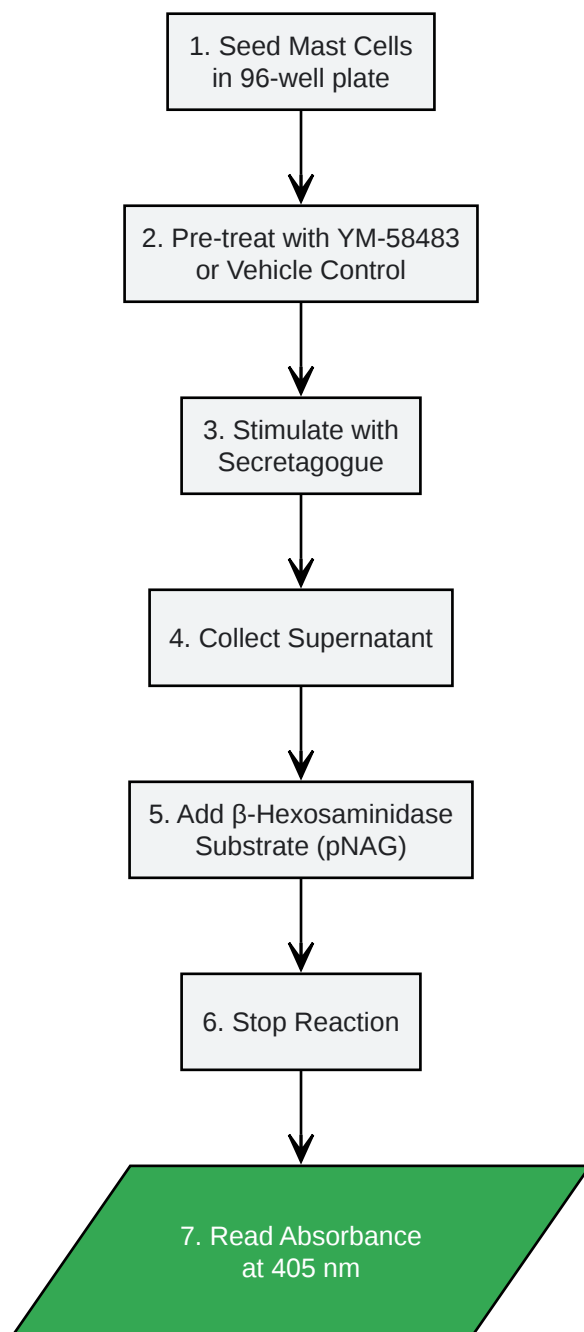 1. Seed Mast Cells
in 96-well plate
2. Pre-treat with YM-58483
or Vehicle Control
3. Stimulate with
Secretagogue
4. Collect Supernatant
5. Add β-Hexosaminidase
Substrate (pNAG)
6. Stop Reaction
7. Read Absorbance
at 405 nm